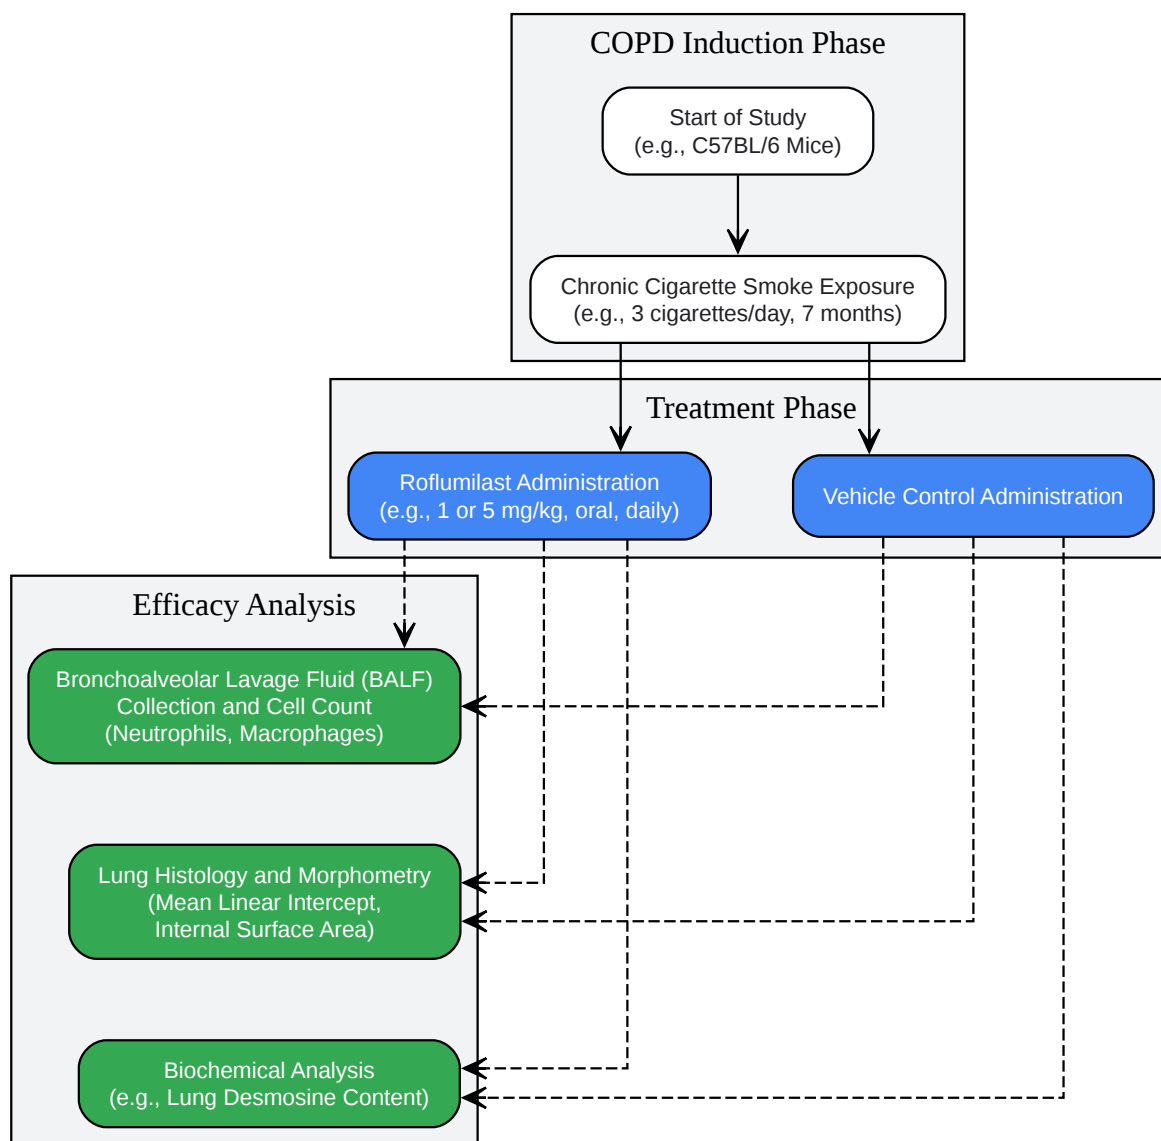 COPD Induction Phase
Start of Study
(e.g., C57BL/6 Mice)
Chronic Cigarette Smoke Exposure
(e.g., 3 cigarettes/day, 7 months)
Treatment Phase
Roflumilast Administration
(e.g., 1 or 5 mg/kg, oral, daily)
Vehicle Control Administration
Efficacy Analysis
Bronchoalveolar Lavage Fluid (BALF)
Collection and Cell Count
(Neutrophils, Macrophages)
Lung Histology and Morphometry
(Mean Linear Intercept,
Internal Surface Area)
Biochemical Analysis
(e.g., Lung Desmosine Content)